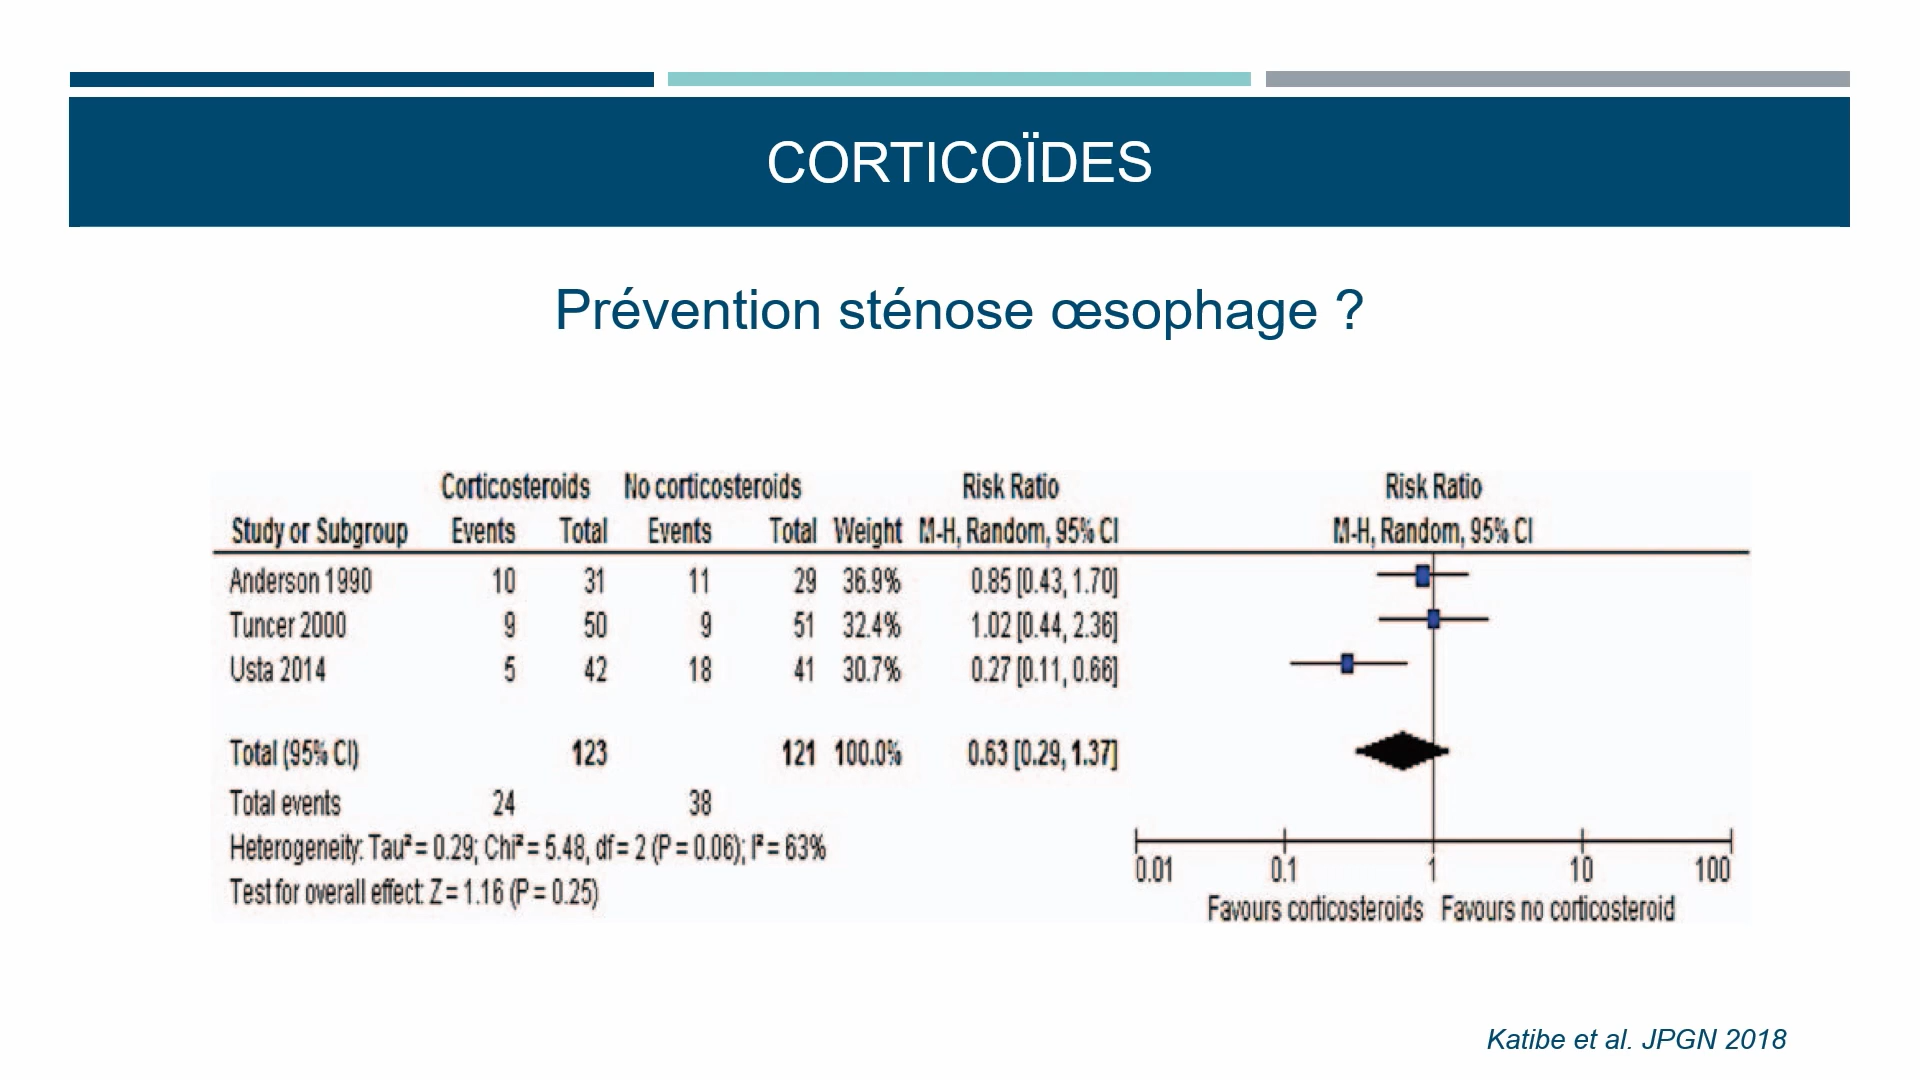 CORTICOÏDES
Prévention sténose œsophage ?
Corticosteroids No corticosteroids Risk Ratio Risk Ratio
Study or Subgroup Events Total Events Total Weight M-H, Random, 95% CI M-H, Random, 95% CI
Anderson 1990 10 31 11 29 36.9% 0.85 [0.43, 1.70]
Tuncer 2000 9 50 9 51 32.4% 1.02 [0.44, 2.36]
Usta 2014 5 42 18 41 30.7% 0.27 [0.11, 0.66]
Total (95% CI) 123 121 100.0% 0.63 [0.29, 1.37]
Total events 24 38
Heterogeneity: Tau² = 0.29; Chi² = 5.48, df = 2 (P = 0.06); I² = 63%
Test for overall effect: Z = 1.16 (P = 0.25)
0.01 0.1 1 10 100
Favours corticosteroids Favours no corticosteroid
Katibe et al. JPGN 2018